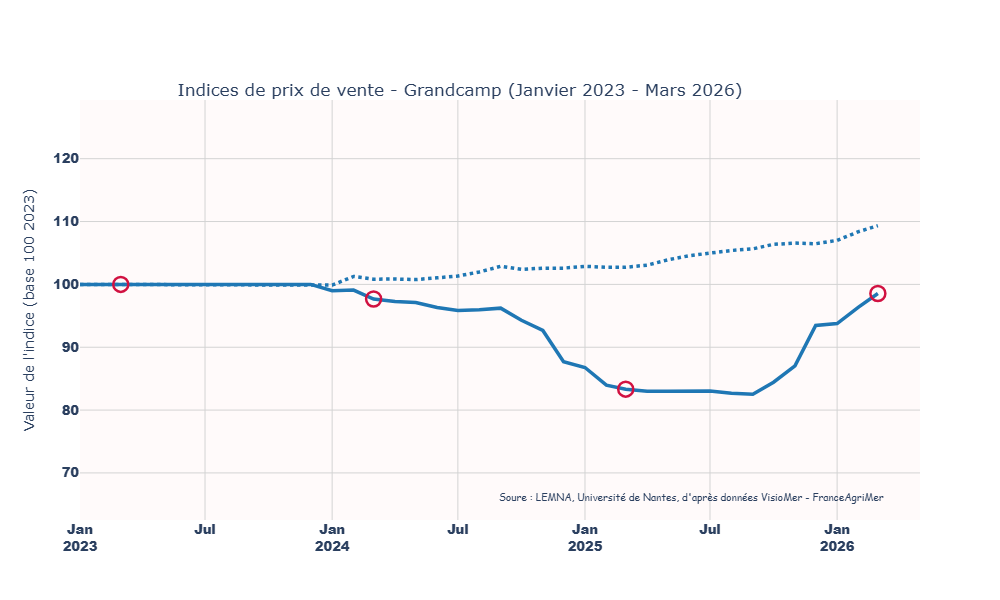 Indices de prix de vente - Grandcamp (Janvier 2023 - Mars 2026)
Valeur de l'indice (base 100 2023)
120
110
100
90
80
70
Soure : LEMNA, Université de Nantes, d'après données VisioMer - FranceAgriMer
Jan Jul Jan Jul Jan Jul Jan
2023 2024 2025 2026